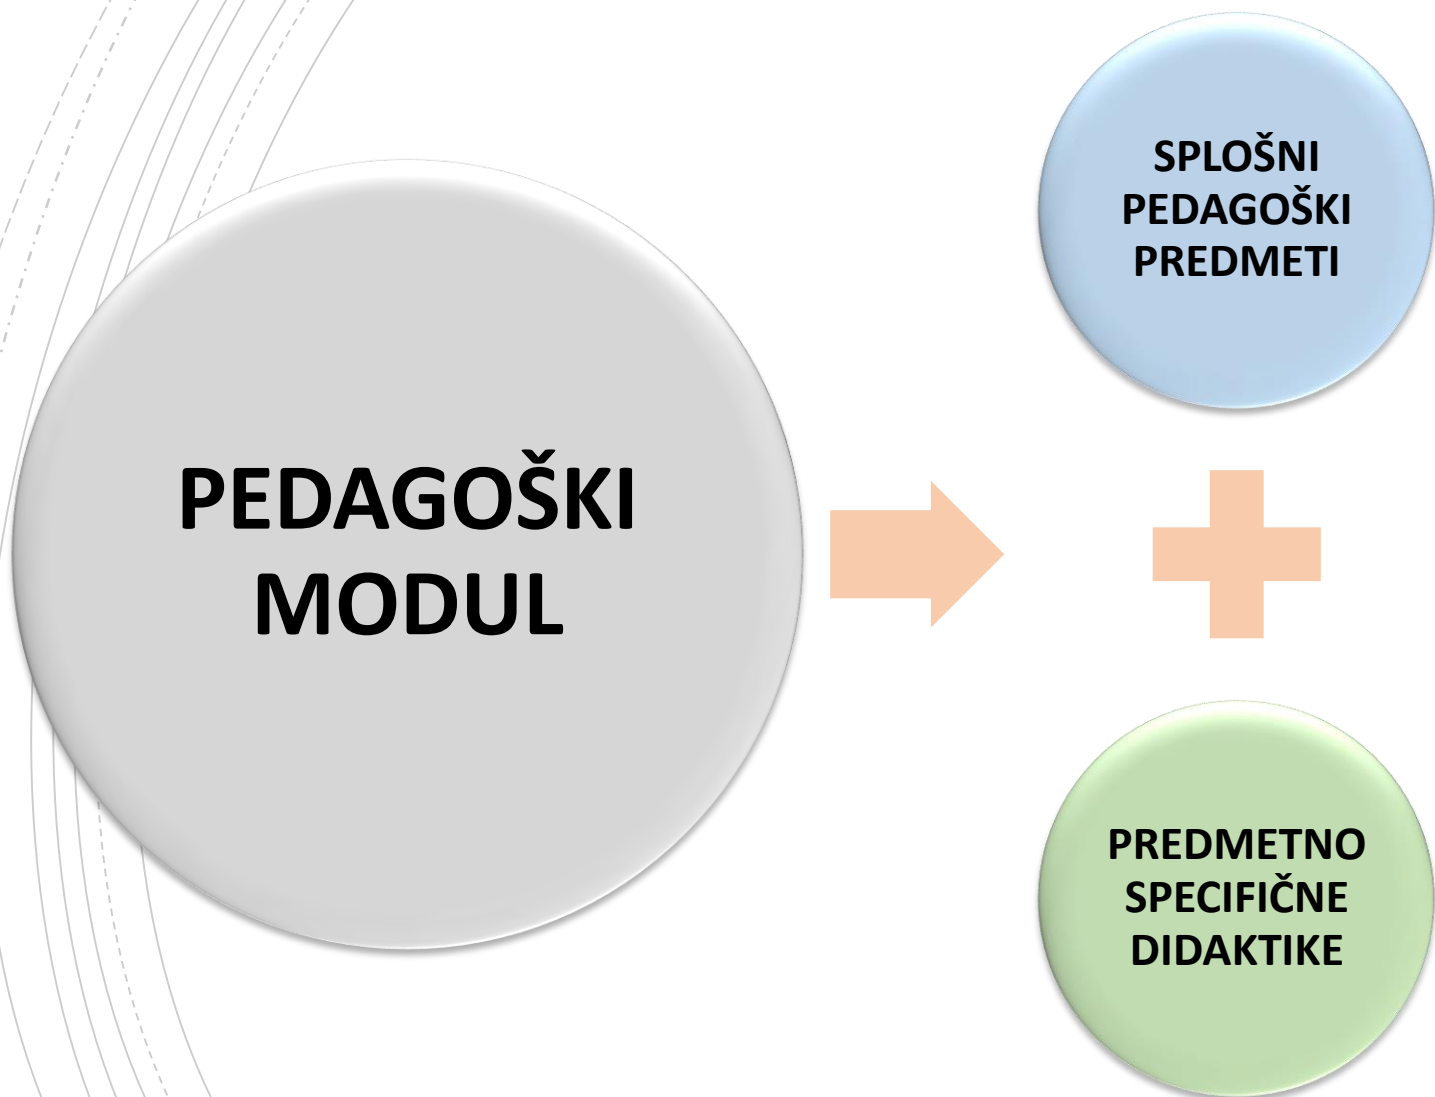 PEDAGOŠKI
MODUL
SPLOŠNI
PEDAGOŠKI
PREDMETI
PREDMETNO
SPECIFIČNE
DIDAKTIKE